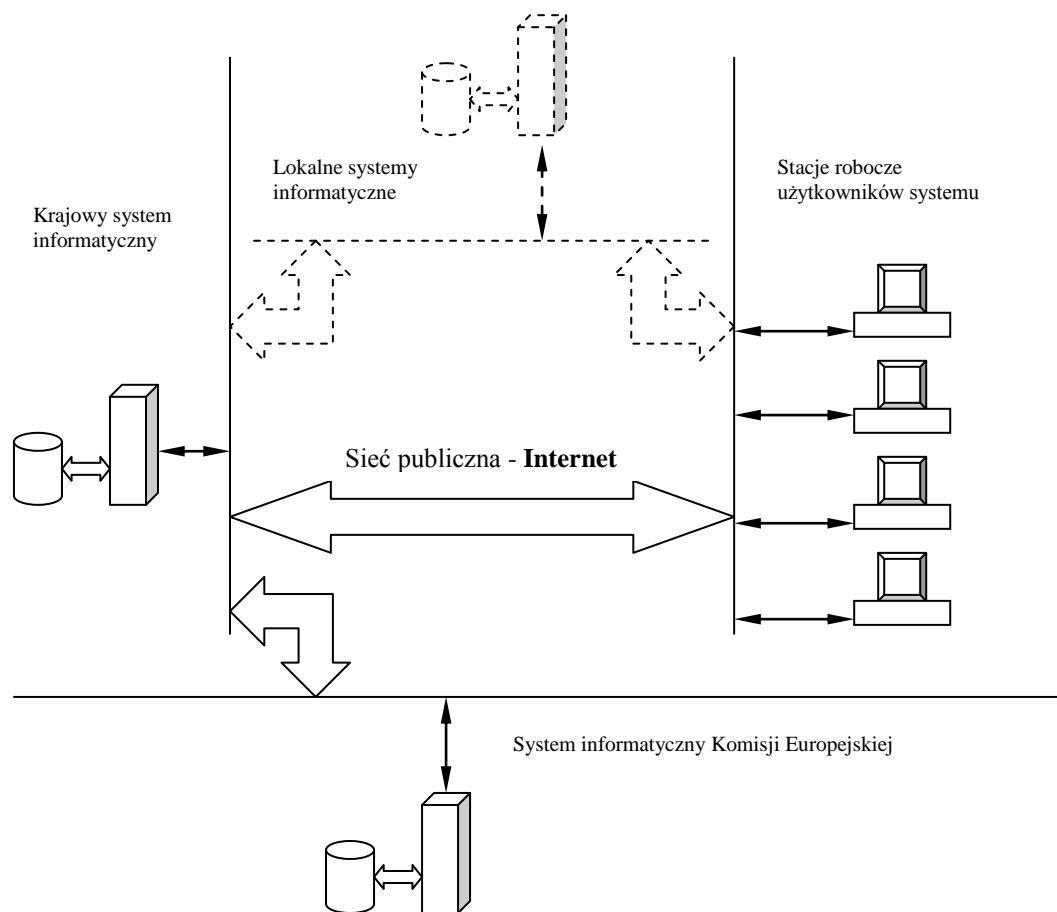 Lokalne systemy
informatyczne
Stacje robocze
użytkowników systemu
Krajowy system
informatyczny
Sieć publiczna - Internet
System informatyczny Komisji Europejskiej